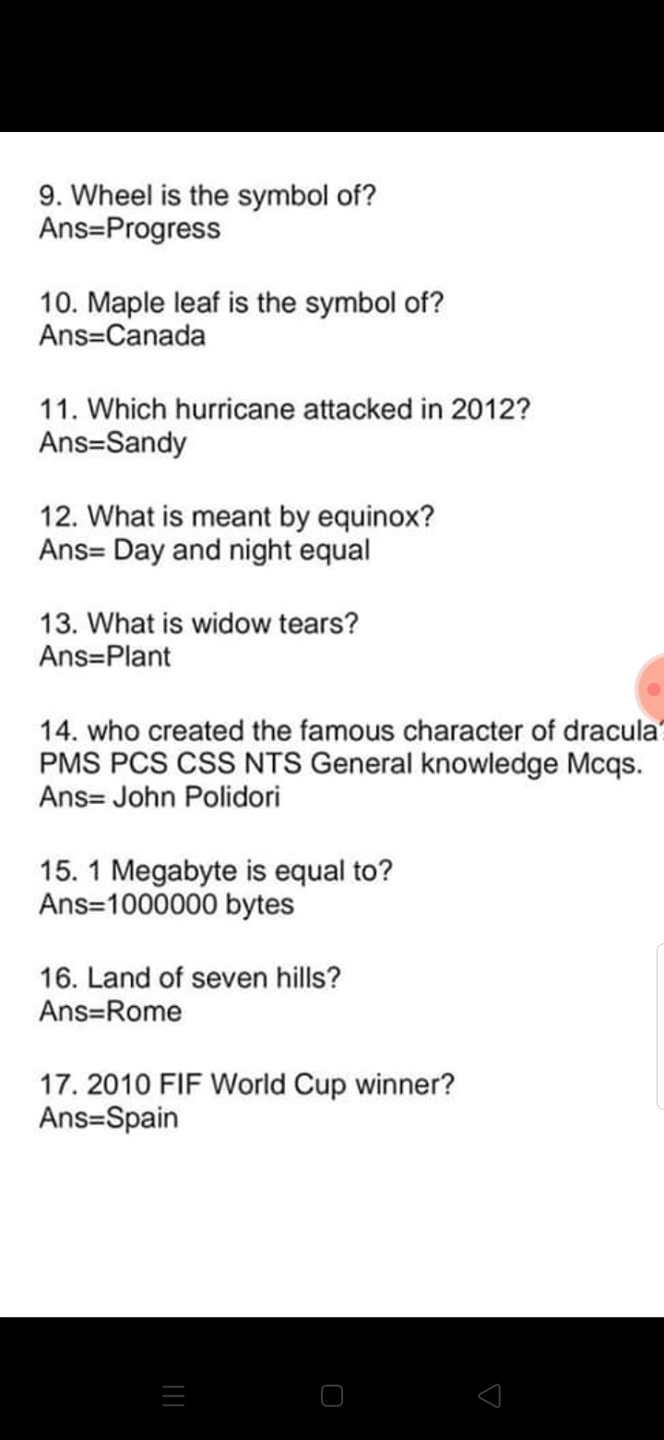 9. Wheel is the symbol of?
Ans=Progress
10. Maple leaf is the symbol of?
Ans=Canada
11. Which hurricane attacked in 2012?
Ans=Sandy
12. What is meant by equinox?
Ans= Day and night equal
13. What is widow tears?
Ans=Plant
14. who created the famous character of dracula?
PMS PCS CSS NTS General knowledge Mcqs.
Ans= John Polidori
15. 1 Megabyte is equal to?
Ans=1000000 bytes
16. Land of seven hills?
Ans=Rome
17. 2010 FIF World Cup winner?
Ans=Spain